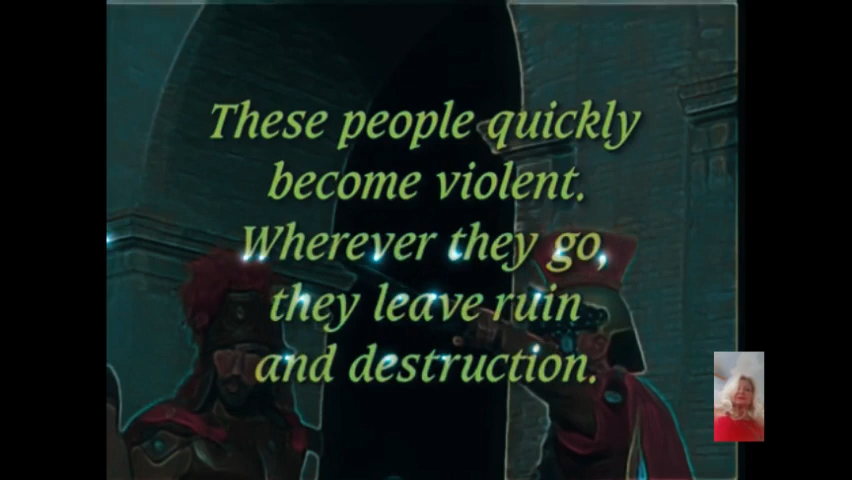 These people quickly
become violent.
Wherever they go,
they leave ruin
and destruction.